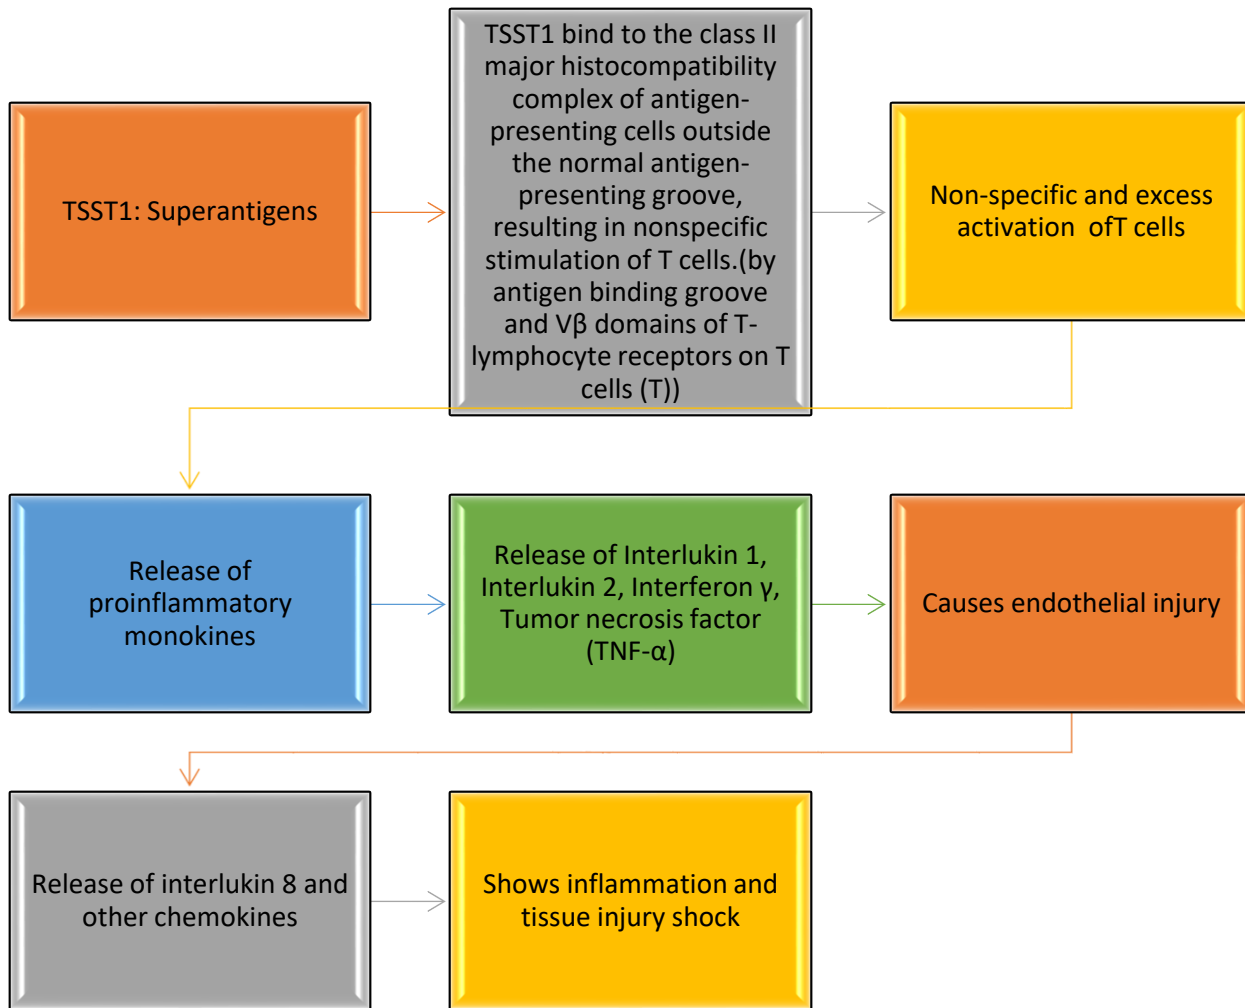 TSST1: Superantigens
TSST1 bind to the class II
major histocompatibility
complex of antigen-
presenting cells outside
the normal antigen-
presenting groove,
resulting in nonspecific
stimulation of T cells.(by
antigen binding groove
and Vβ domains of T-
lymphocyte receptors on T
cells (T))
Non-specific and excess
activation ofT cells
Release of
proinflammatory
monokines
Release of Interlukin 1,
Interlukin 2, Interferon γ,
Tumor necrosis factor
(TNF-α)
Causes endothelial injury
Release of interlukin 8 and
other chemokines
Shows inflammation and
tissue injury shock